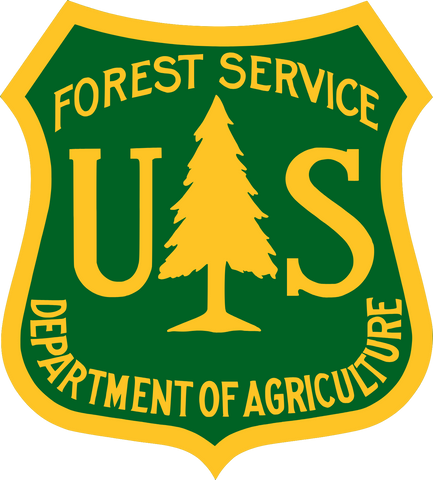 FOREST SERVICE
U S
DEPARTMENT OF AGRICULTURE